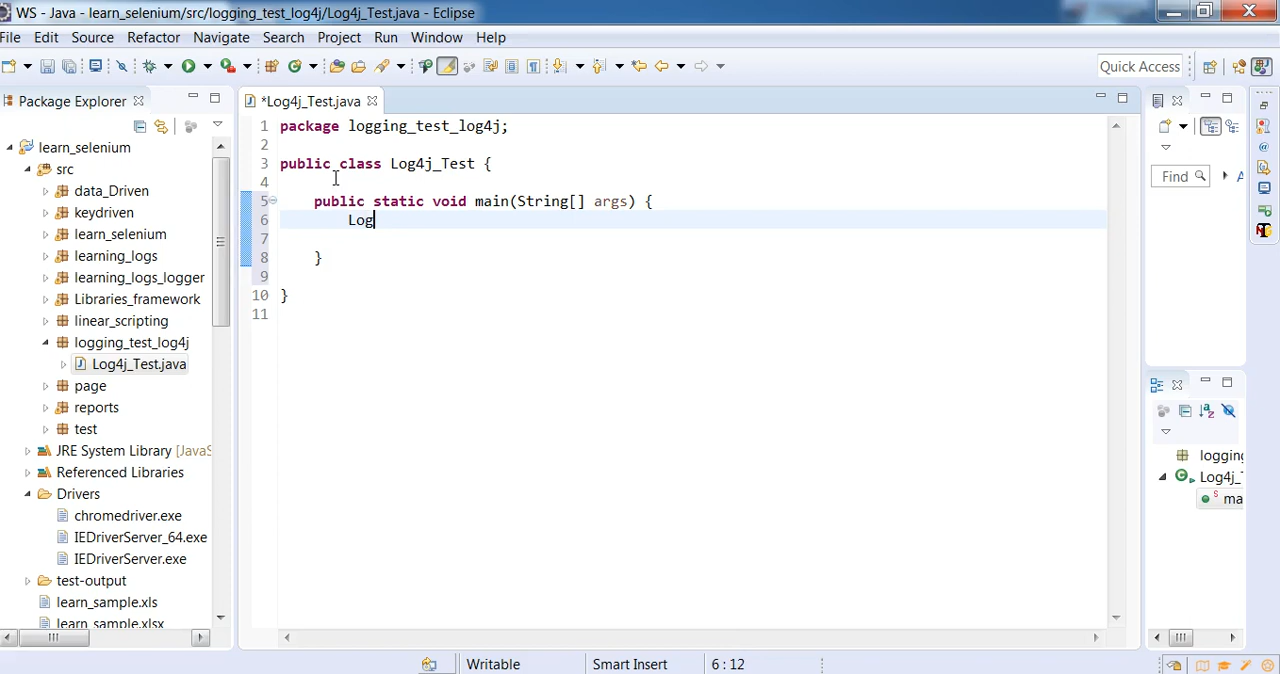 WS - Java - learn_selenium/src/logging_test_log4j/Log4j_Test.java - Eclipse
File Edit Source Refactor Navigate Search Project Run Window Help
Quick Access
Package Explorer
*Log4j_Test.java
learn_selenium
src
data_Driven
keydriven
learn_selenium
learning_logs
learning_logs_logger
Libraries_framework
linear_scripting
logging_test_log4j
Log4j_Test.java
page
reports
test
JRE System Library [JavaS
Referenced Libraries
Drivers
chromedriver.exe
IEDriverServer_64.exe
IEDriverServer.exe
test-output
learn_sample.xls
learn_sample.xlsx
1 package logging_test_log4j;
2
3 public class Log4j_Test {
4
5 public static void main(String[] args) {
6 Log
7
8 }
9
10 }
11
Find
A
logging
Log4j_
ma
Writable Smart Insert 6 : 12